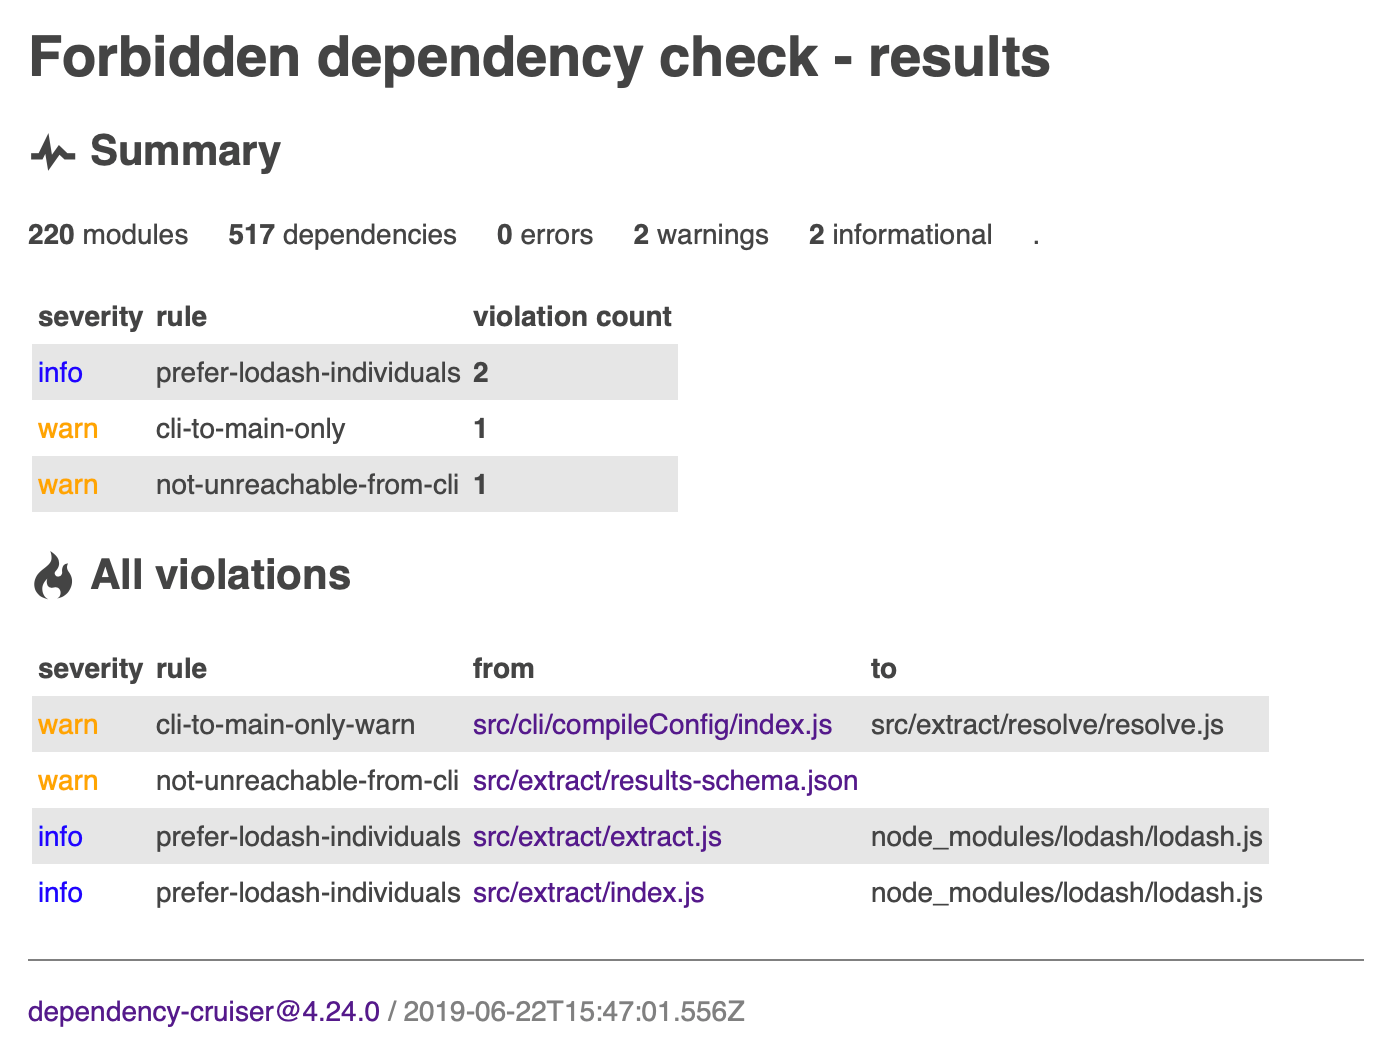 Forbidden dependency check - results
Summary
220 modules 517 dependencies 0 errors 2 warnings 2 informational .
severity rule violation count
info prefer-lodash-individuals 2
warn cli-to-main-only 1
warn not-unreachable-from-cli 1
All violations
severity rule from to
warn cli-to-main-only-warn src/cli/compileConfig/index.js src/extract/resolve/resolve.js
warn not-unreachable-from-cli src/extract/results-schema.json
info prefer-lodash-individuals src/extract/extract.js node_modules/lodash/lodash.js
info prefer-lodash-individuals src/extract/index.js node_modules/lodash/lodash.js
dependency-cruiser@4.24.0 / 2019-06-22T15:47:01.556Z